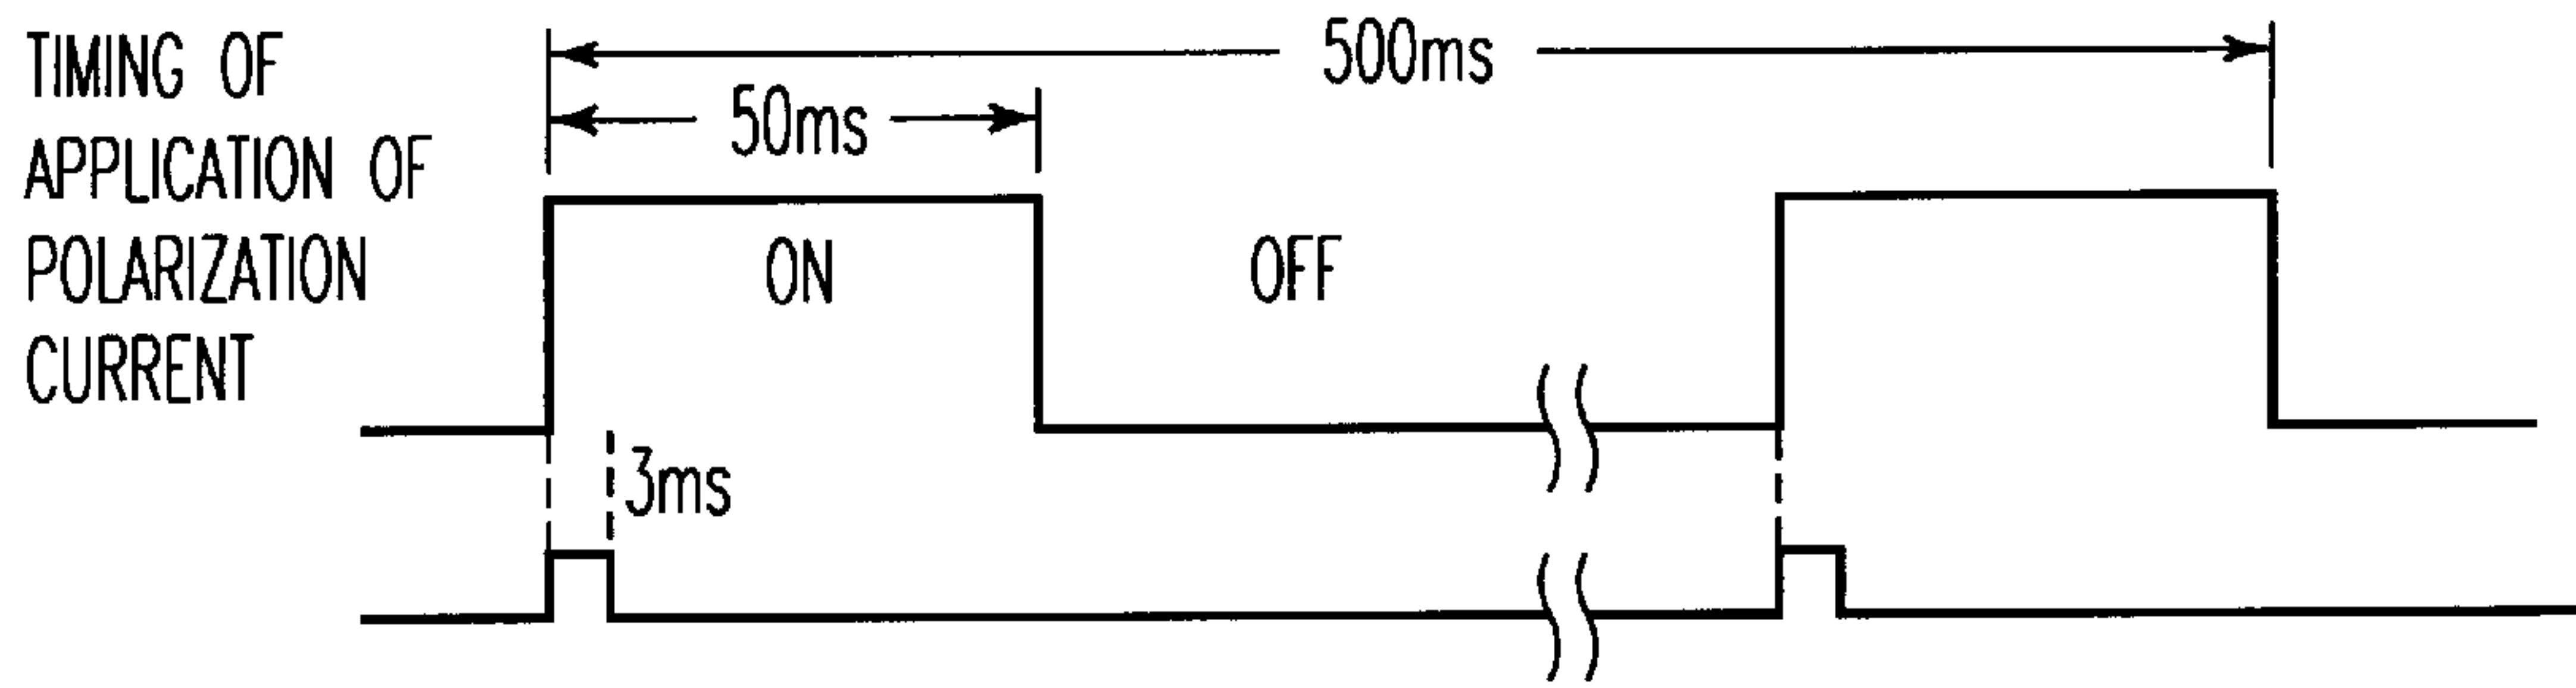 TIMING OF
APPLICATION OF
POLARIZATION
CURRENT
500ms
50ms
ON
OFF
3ms